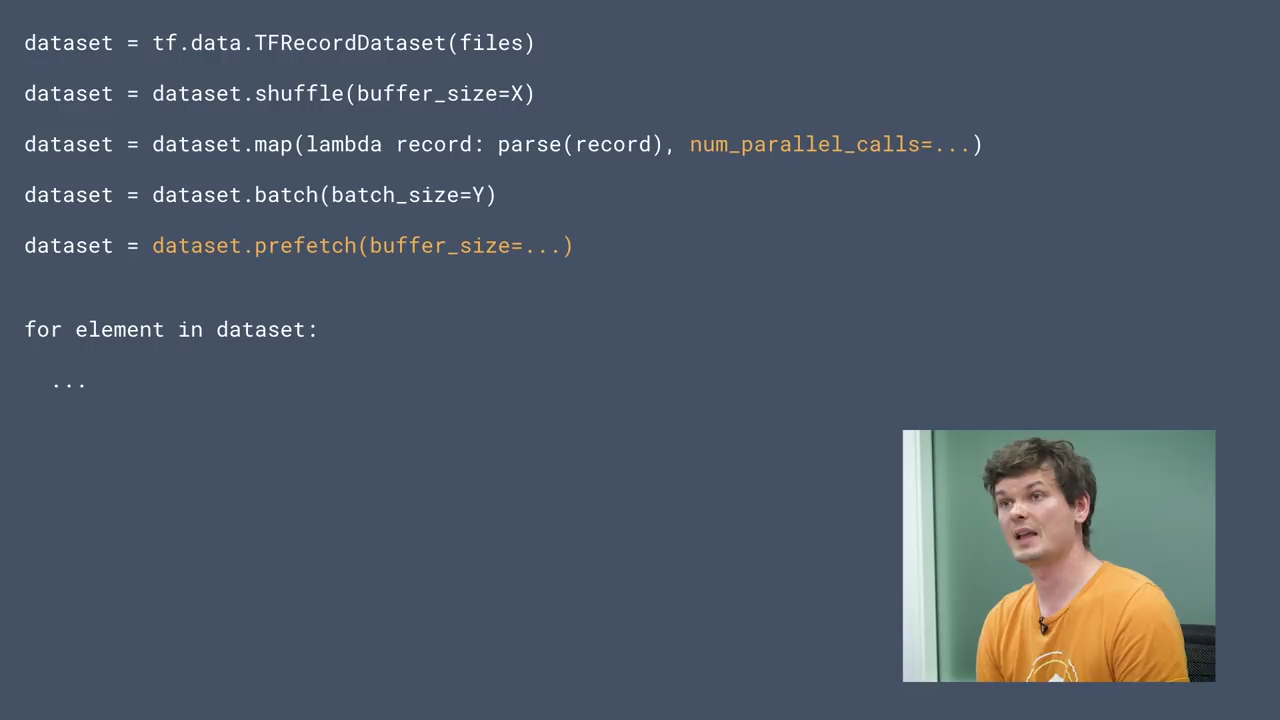 dataset = tf.data.TFRecordDataset(files)
dataset = dataset.shuffle(buffer_size=X)
dataset = dataset.map(lambda record: parse(record), num_parallel_calls=...)
dataset = dataset.batch(batch_size=Y)
dataset = dataset.prefetch(buffer_size=...)
for element in dataset:
  ...